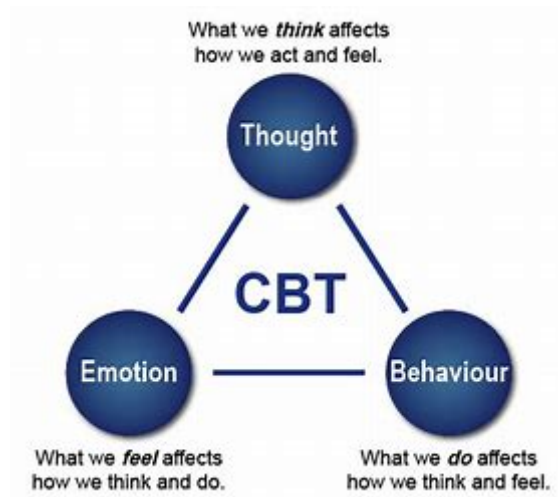 What we think affects
how we act and feel.
Thought
CBT
Emotion
Behaviour
What we feel affects
how we think and do.
What we do affects
how we think and feel.